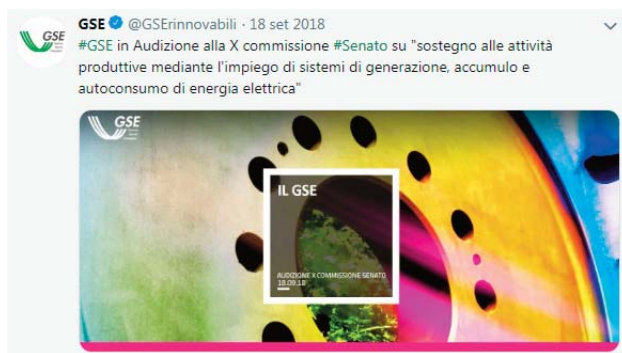 GSE
GSE @GSErinnovabili · 18 set 2018
#GSE in Audizione alla X commissione #Senato su "sostegno alle attività
produttive mediante l'impiego di sistemi di generazione, accumulo e
autoconsumo di energia elettrica"
GSE
IL GSE
AUDIZIONE X COMMISSIONE SENATO
18.09.18